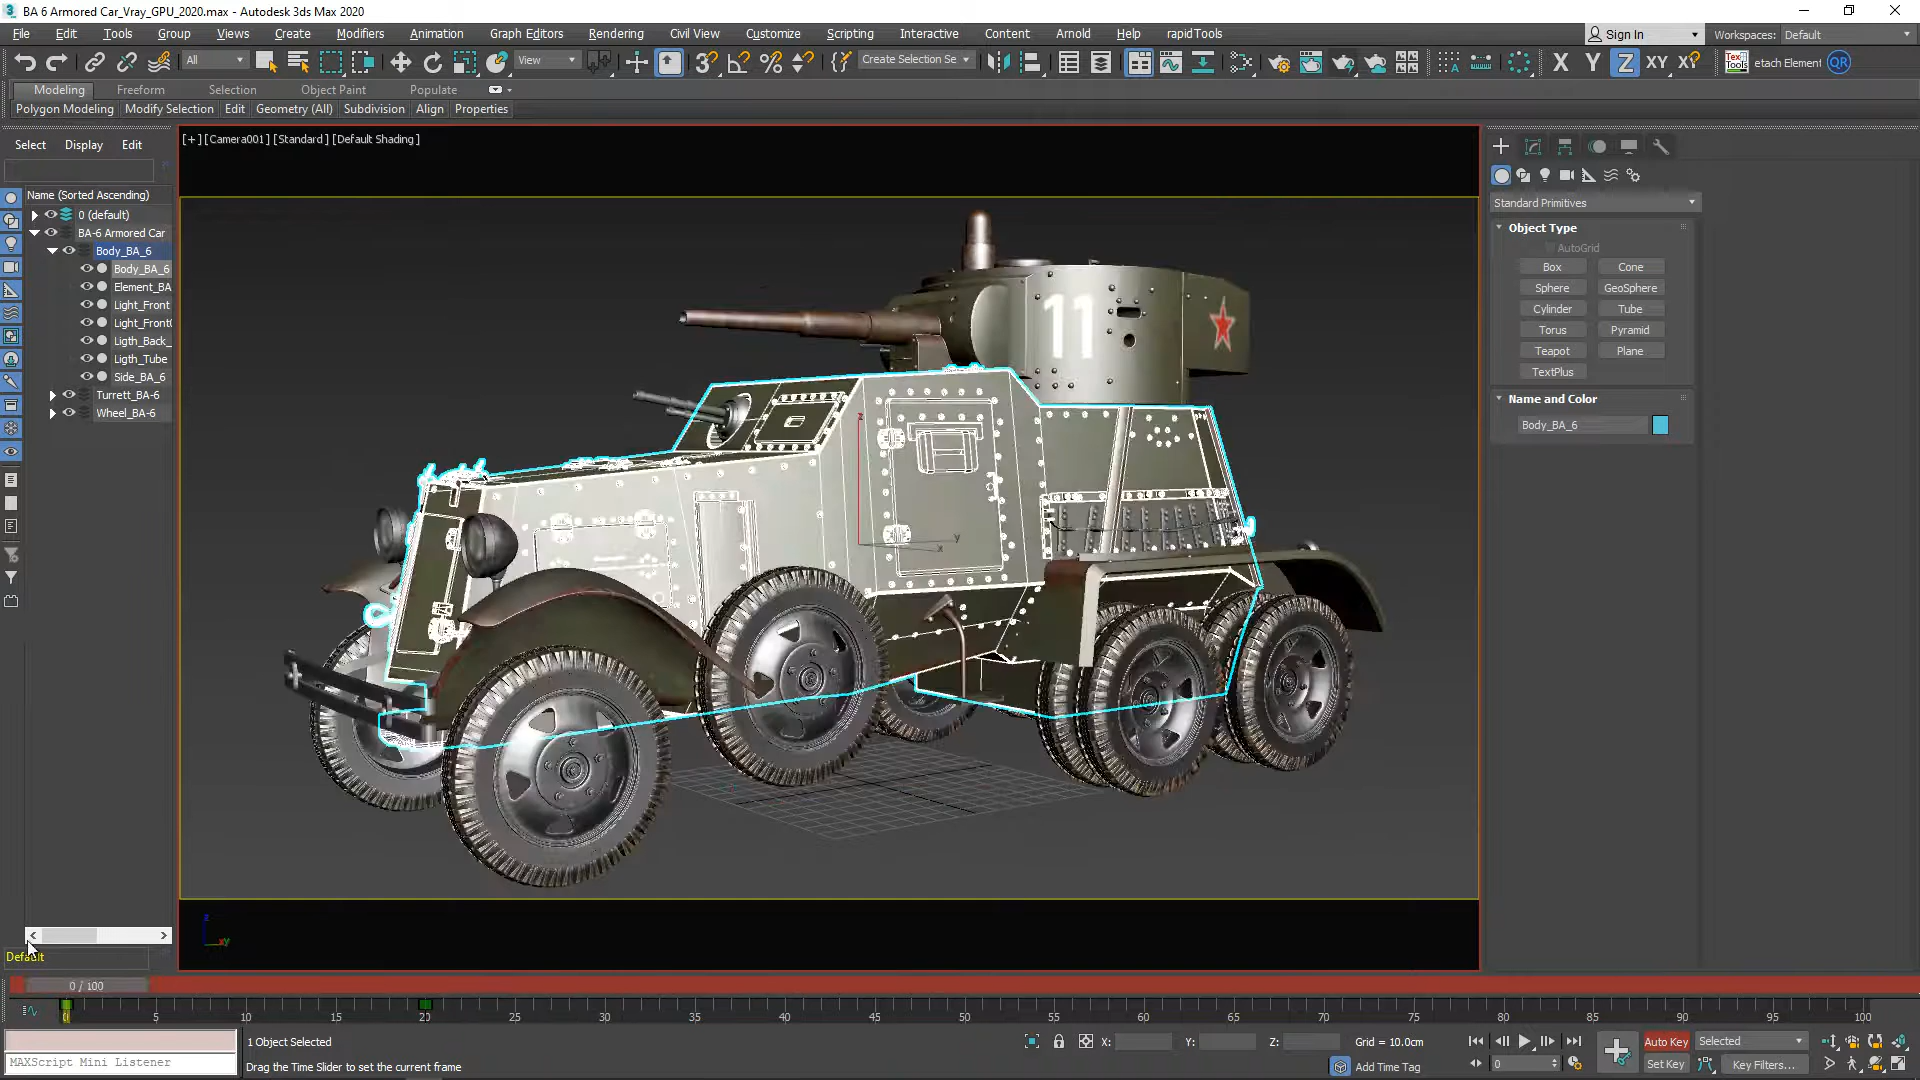 BA 6 Armored Car_Vray_GPU_2020.max - Autodesk 3ds Max 2020
File Edit Tools Group Views Create Modifiers Animation Graph Editors Rendering Civil View Customize Scripting Interactive Content Arnold Help rapidTools Sign In Workspaces: Default
All View Create Selection Se X Y Z XY XY etach Element QR
Modeling Freeform Selection Object Paint Populate
Polygon Modeling Modify Selection Edit Geometry (All) Subdivision Align Properties
Select Display Edit
[+] [Camera001] [Standard] [Default Shading]
Name (Sorted Ascending)
0 (default)
BA-6 Armored Car
Body_BA_6
Body_BA_6
Element_BA
Light_Front
Light_Front
Ligth_Back_
Ligth_Tube
Side_BA_6
Turrett_BA_6
Wheel_BA-6
11
z
y
x
Standard Primitives
Object Type
AutoGrid
Box Cone
Sphere GeoSphere
Cylinder Tube
Torus Pyramid
Teapot Plane
TextPlus
Name and Color
Body_BA_6
Default
0 / 100
0 5 10 15 20 25 30 35 40 45 50 55 60 65 70 75 80 85 90 95 100
1 Object Selected X: Y: Z: Grid = 10.0cm Auto Key Selected
MAXScript Mini Listener Drag the Time Slider to set the current frame Add Time Tag 0 Set Key Key Filters...